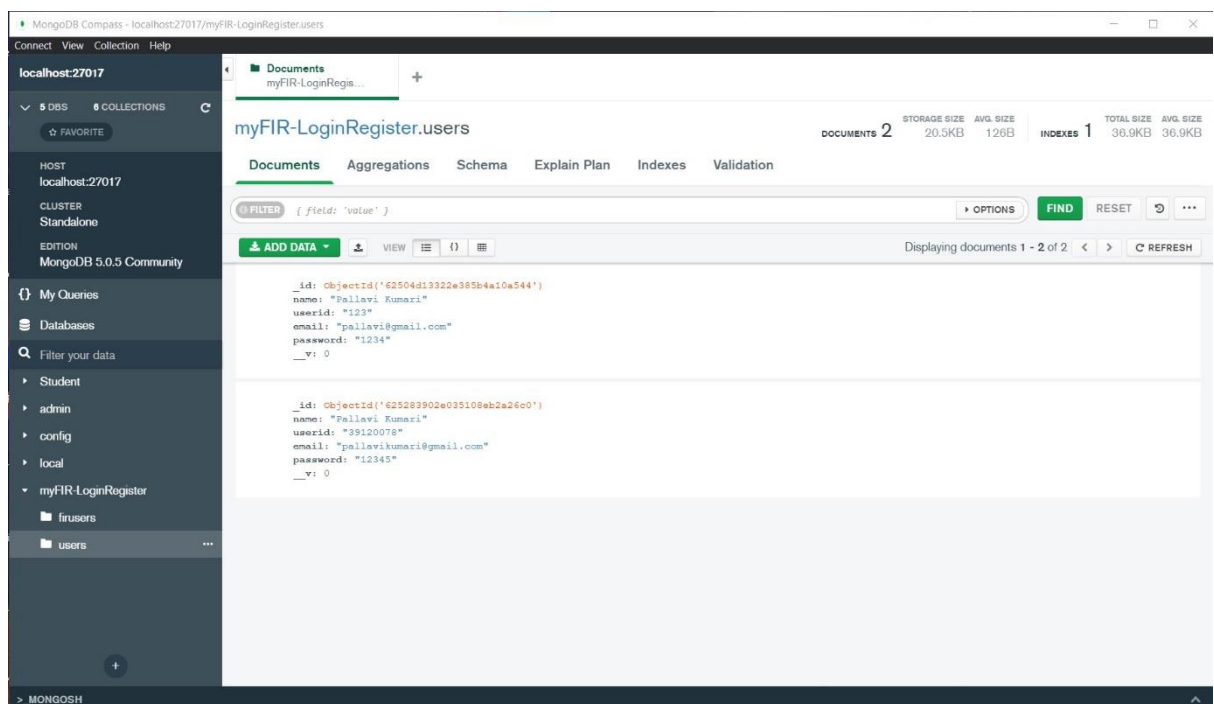 MongoDB Compass - localhost:27017/myFIR-LoginRegister.users
Connect View Collection Help
localhost:27017
5 DBS 6 COLLECTIONS
FAVORITE
HOST
localhost:27017
CLUSTER
Standalone
EDITION
MongoDB 5.0.5 Community
{} My Queries
Databases
Filter your data
Student
admin
config
local
myFIR-LoginRegister
firusers
users
Documents
myFIR-LoginRegis...
myFIR-LoginRegister.users
DOCUMENTS 2 STORAGE SIZE 20.5KB AVG. SIZE 126B INDEXES 1 TOTAL SIZE 36.9KB AVG. SIZE 36.9KB
Documents Aggregations Schema Explain Plan Indexes Validation
FILTER { field: 'value' } OPTIONS FIND RESET
ADD DATA VIEW {} Displaying documents 1 - 2 of 2 < > REFRESH
_id: ObjectId('62504d13322e385b4a10a544')
name: "Pallavi Kumari"
userid: "123"
email: "pallavi@gmail.com"
password: "1234"
__v: 0
_id: ObjectId('625283902e035108eb2a26c0')
name: "Pallavi Kumari"
userid: "39120078"
email: "pallavikumari@gmail.com"
password: "12345"
__v: 0
> MONGOSH